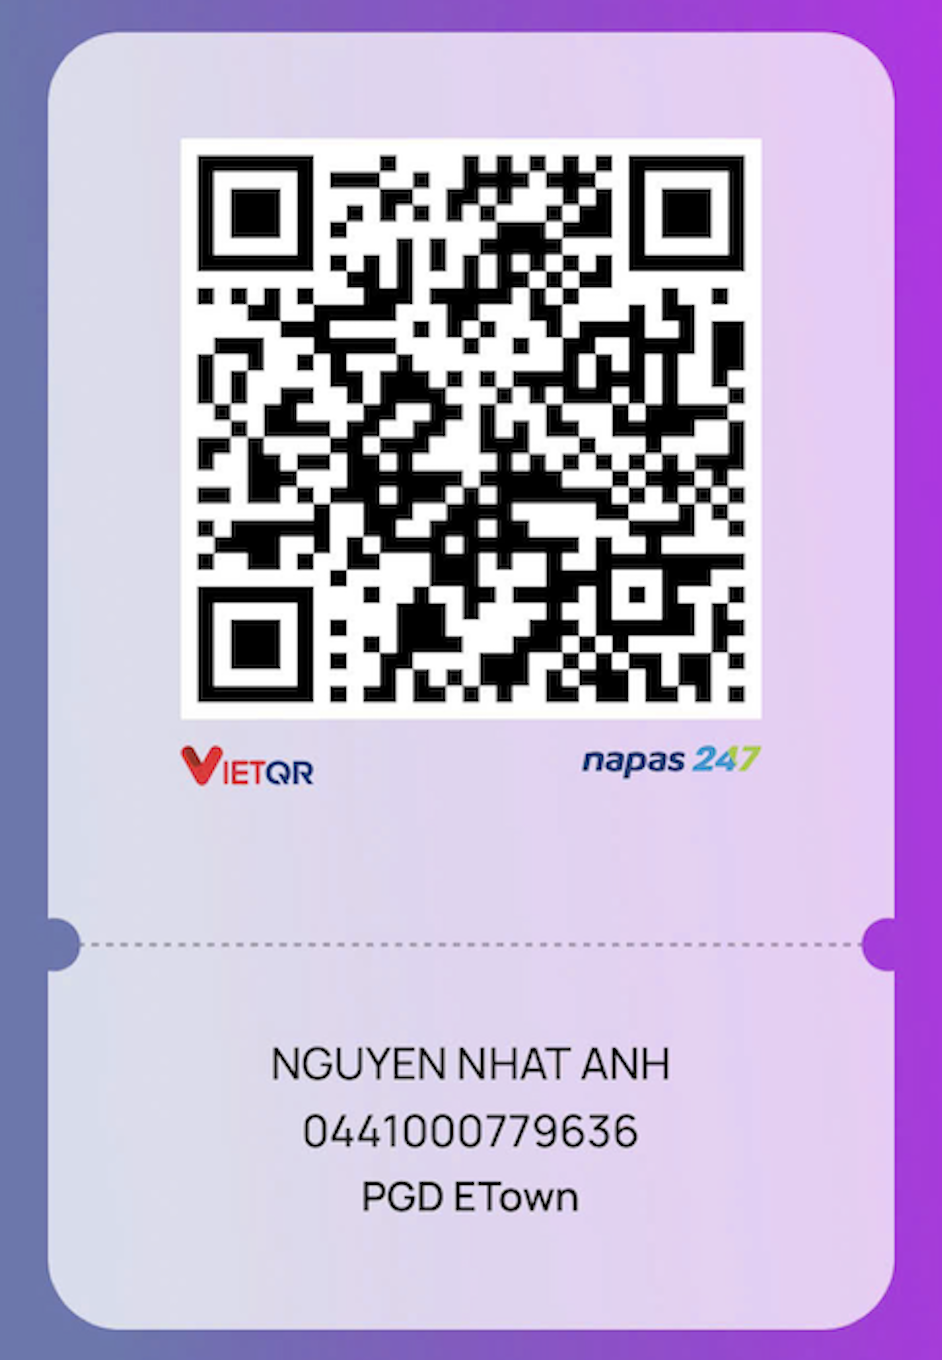 VIETQR
napas 247
NGUYEN NHAT ANH
0441000779636
PGD ETown